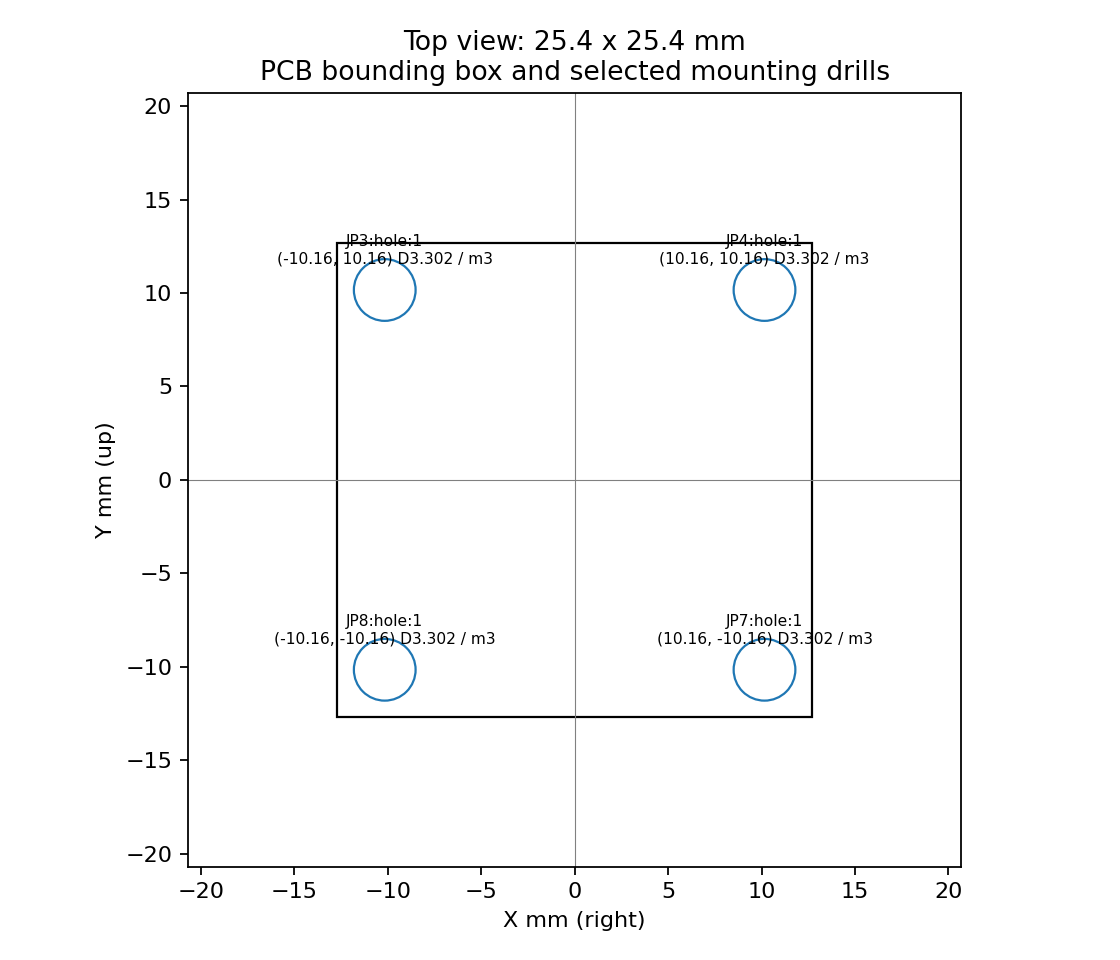 Top view: 25.4 x 25.4 mm
PCB bounding box and selected mounting drills
20
15
10
5
0
−5
−10
−15
−20
Y mm (up)
JP3:hole:1
(-10.16, 10.16) D3.302 / m3
JP4:hole:1
(10.16, 10.16) D3.302 / m3
JP8:hole:1
(-10.16, -10.16) D3.302 / m3
JP7:hole:1
(10.16, -10.16) D3.302 / m3
−20 −15 −10 −5 0 5 10 15 20
X mm (right)